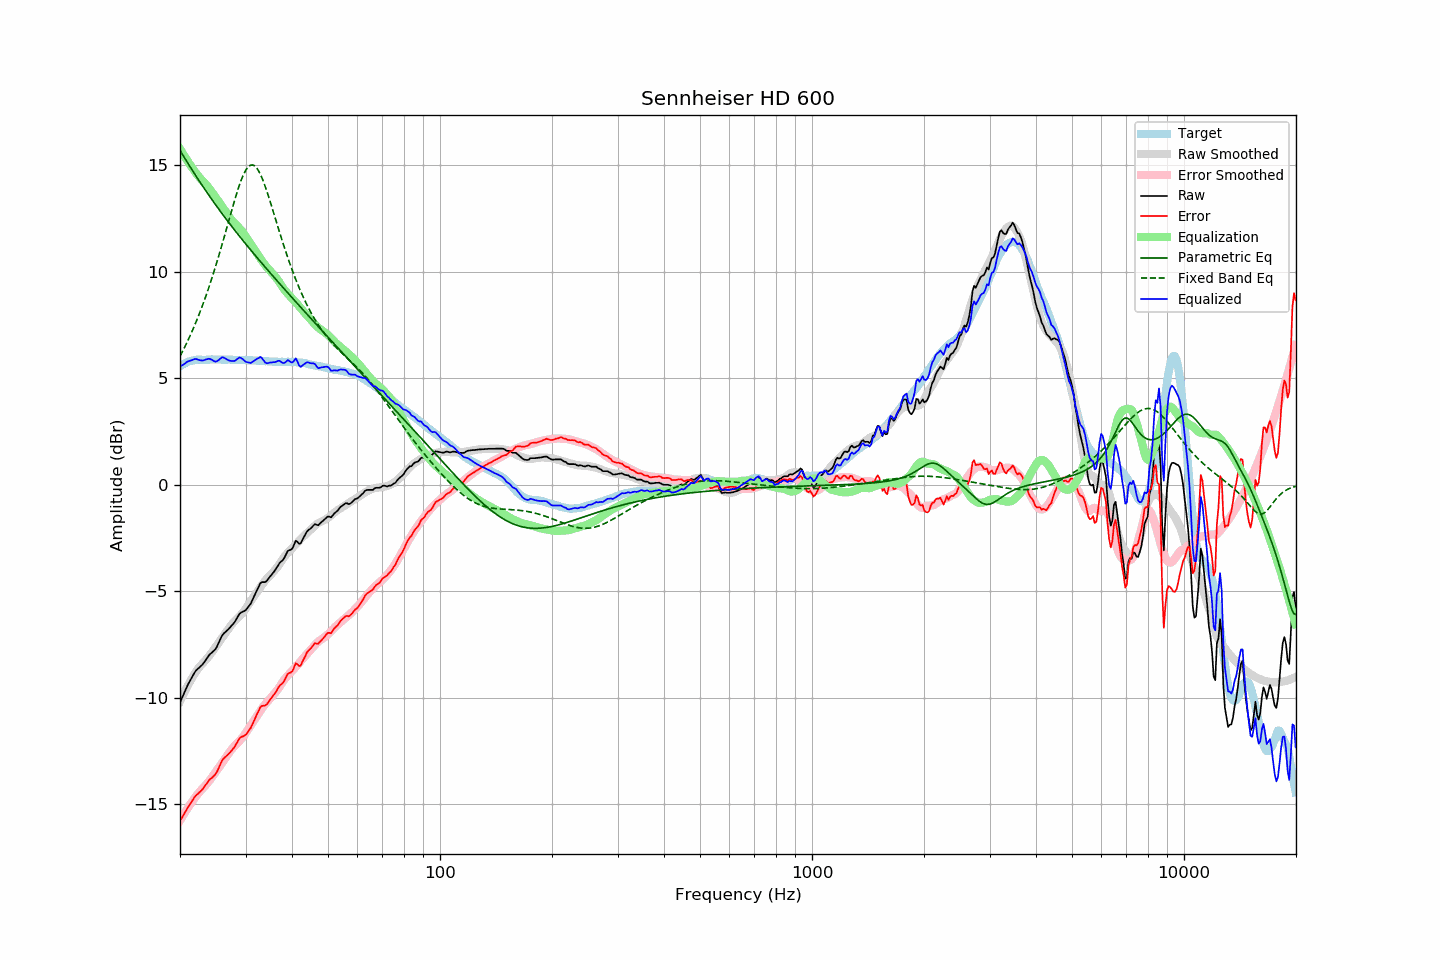 Sennheiser HD 600
Target
Raw Smoothed
Error Smoothed
Raw
Error
Equalization
Parametric Eq
Fixed Band Eq
Equalized
15
10
5
0
−5
−10
−15
Amplitude (dBr)
100
1000
10000
Frequency (Hz)